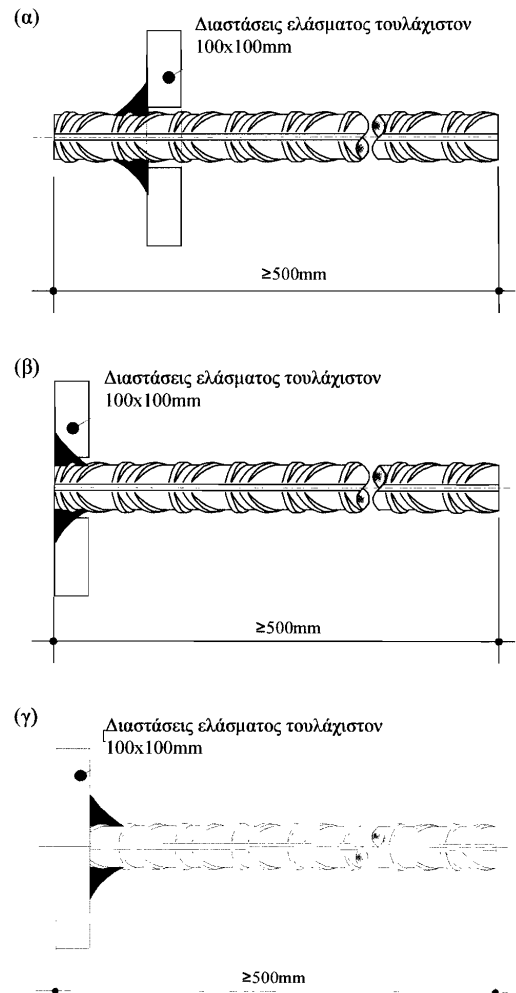 (α)
Διαστάσεις ελάσματος τουλάχιστον
100x100mm
≥500mm
(β)
Διαστάσεις ελάσματος τουλάχιστον
100x100mm
≥500mm
(γ)
Διαστάσεις ελάσματος τουλάχιστον
100x100mm
≥500mm